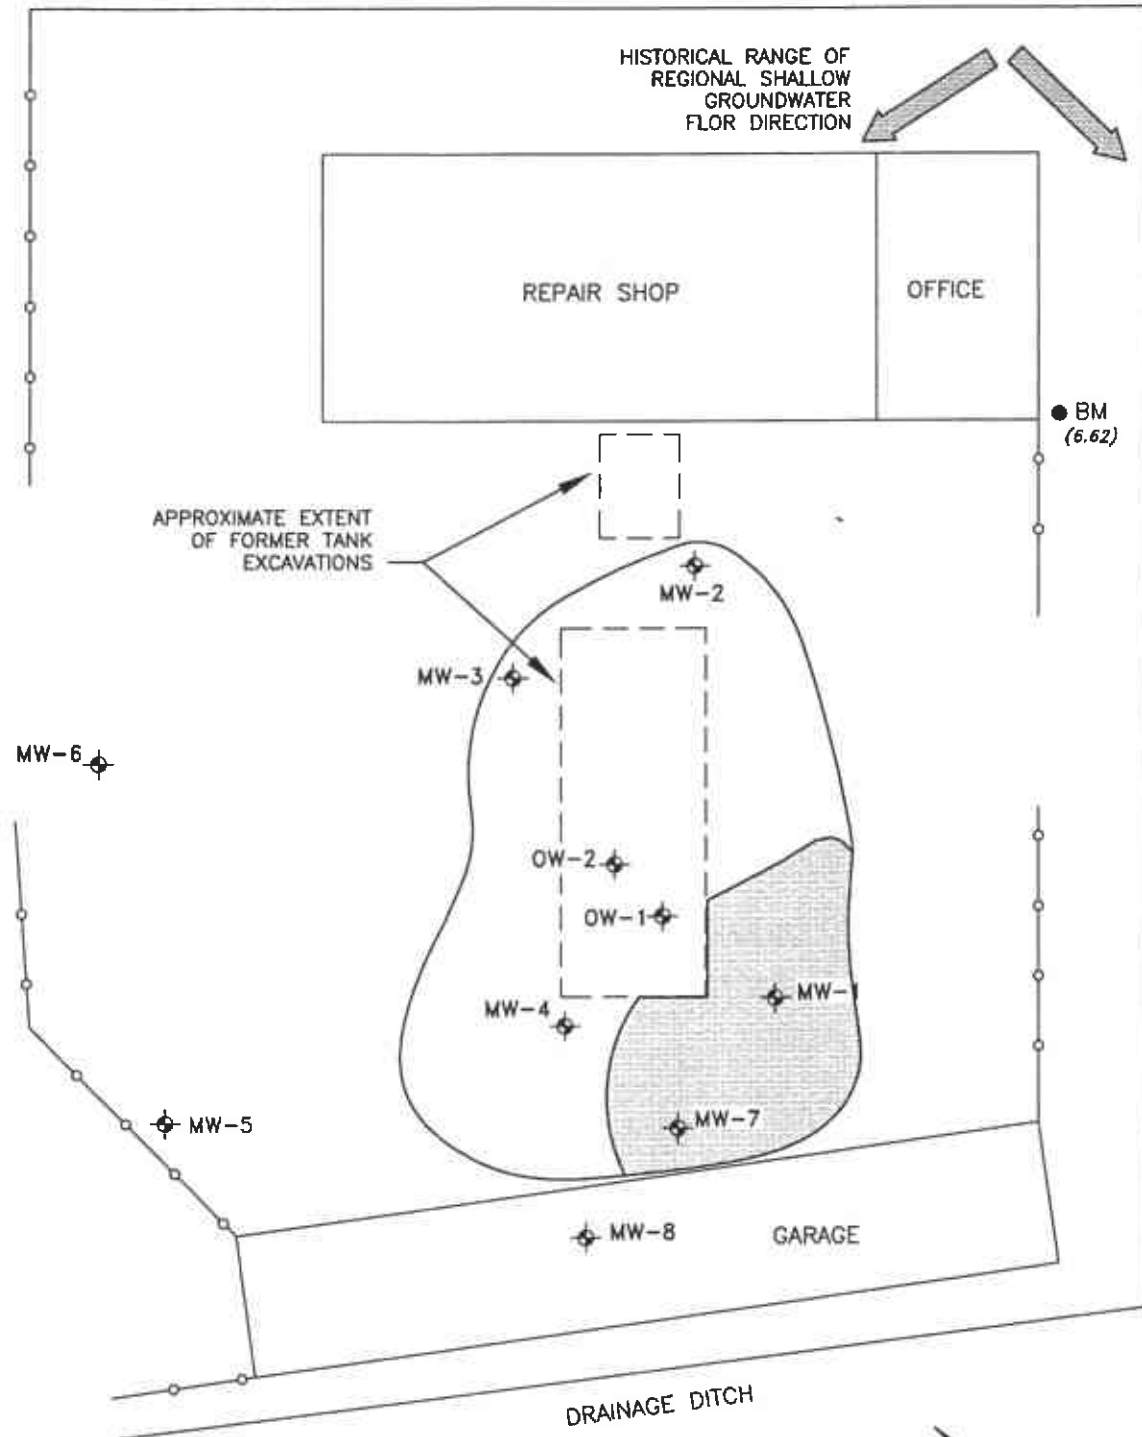 HISTORICAL RANGE OF
REGIONAL SHALLOW
GROUNDWATER
FLOR DIRECTION
REPAIR SHOP
OFFICE
BM
(6.62)
APPROXIMATE EXTENT
OF FORMER TANK
EXCAVATIONS
MW-2
MW-3
MW-6
OW-2
OW-1
MW-1
MW-4
MW-7
MW-5
MW-8
GARAGE
DRAINAGE DITCH